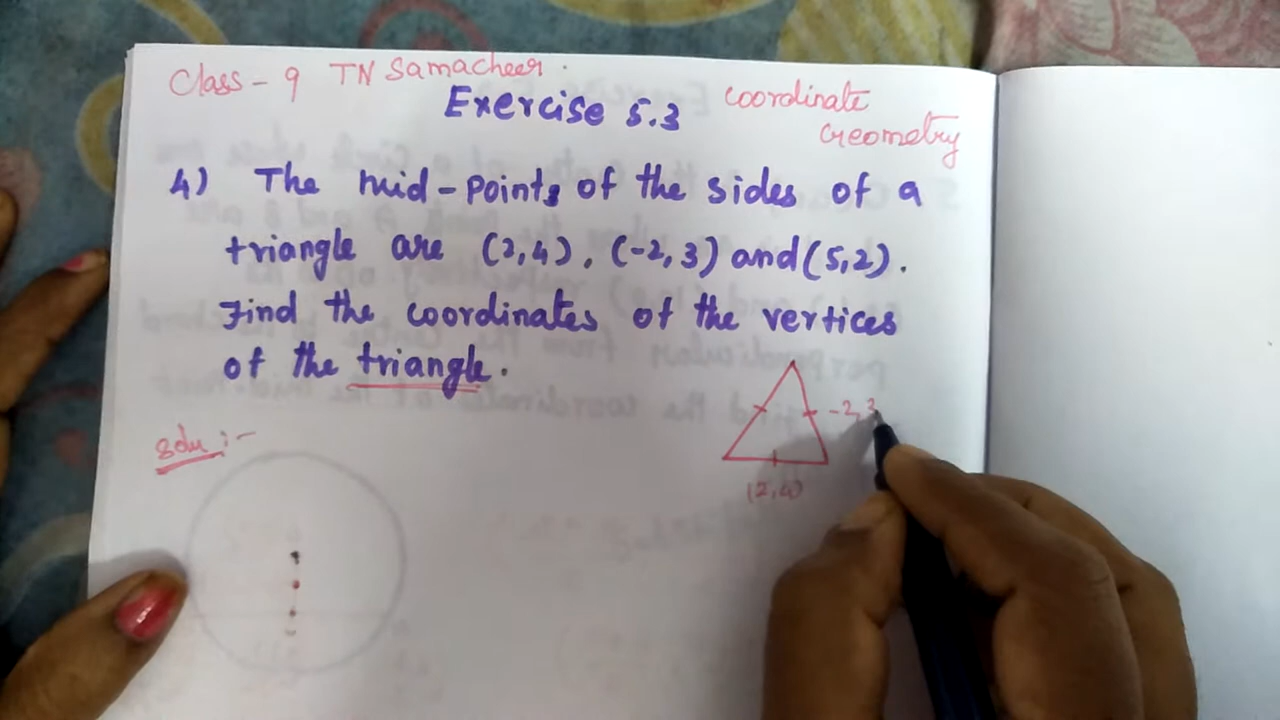 Class - 9 TN Samacheer.
Exercise 5.3
coordinate
Geometry
4) The mid-points of the sides of a
triangle are (2,4), (-2,3) and (5,2).
Find the coordinates of the vertices
of the triangle.
Solu :-
-2, 3
(2,4)